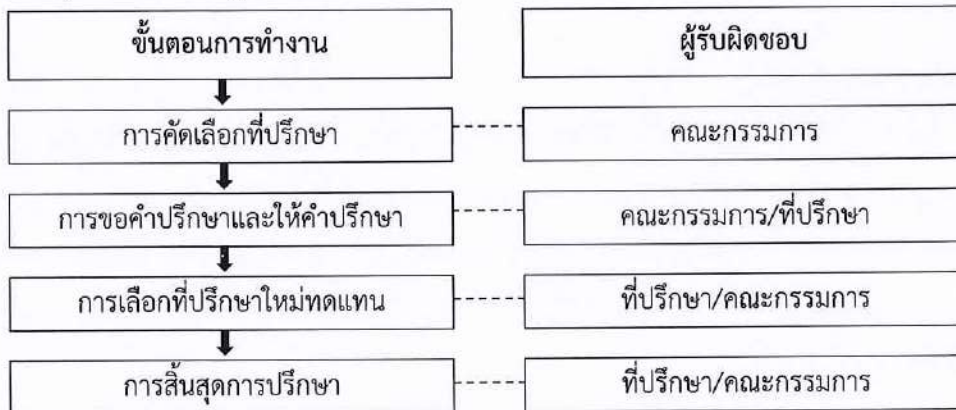 ขั้นตอนการทำงาน ผู้รับผิดชอบ
การคัดเลือกที่ปรึกษา คณะกรรมการ
การขอคำปรึกษาและให้คำปรึกษา คณะกรรมการ/ที่ปรึกษา
การเลือกที่ปรึกษาใหม่ทดแทน ที่ปรึกษา/คณะกรรมการ
การสิ้นสุดการปรึกษา ที่ปรึกษา/คณะกรรมการ